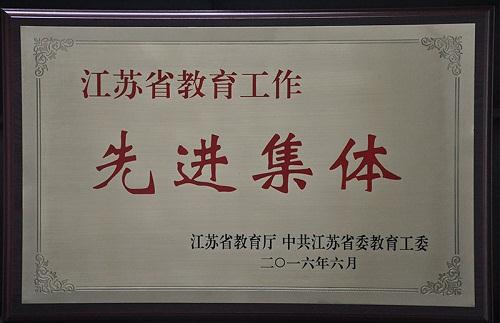 江苏省教育工作
先进集体
江苏省教育厅 中共江苏省委教育工委
二〇一六年六月